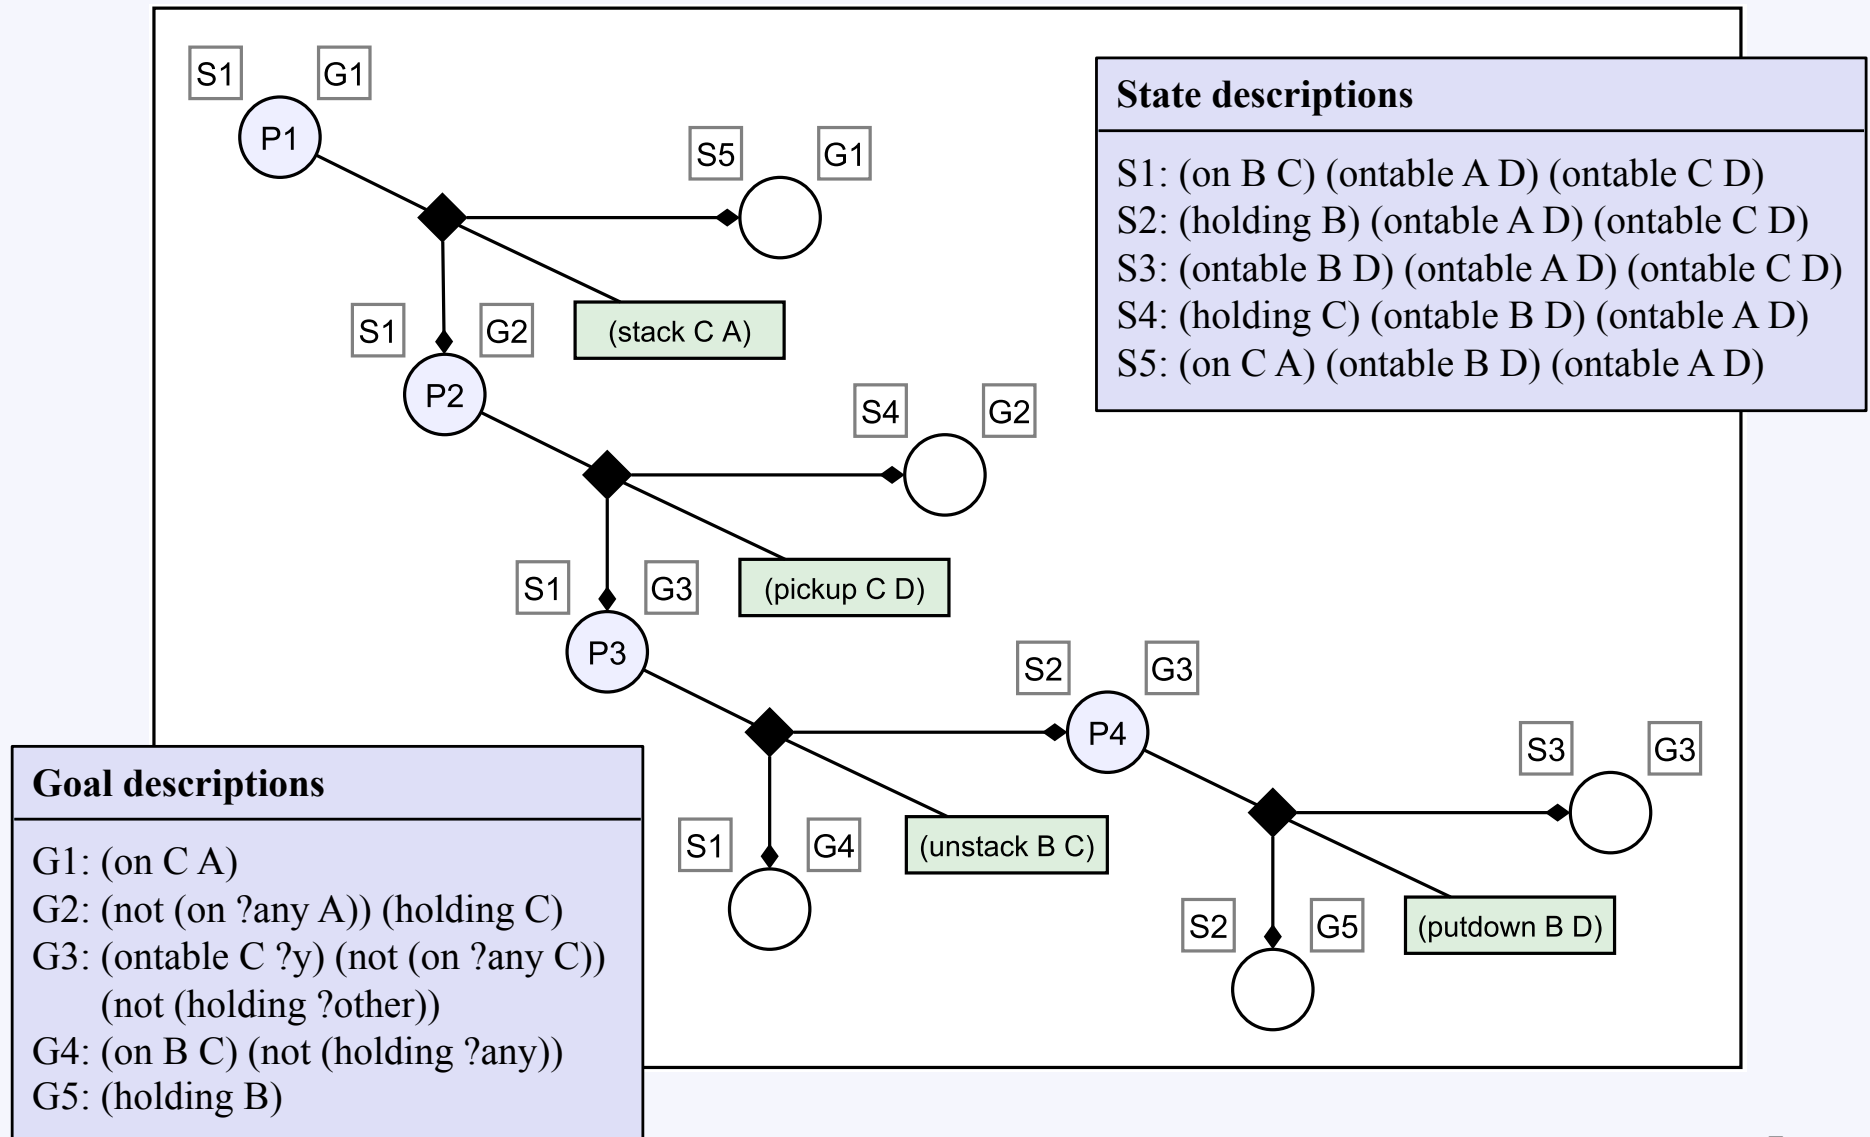 S1 G1
P1
S5 G1
(stack C A)
S1 G2
P2
S4 G2
(pickup C D)
S1 G3
P3
S2 G3
P4
S3 G3
S1 G4
(unstack B C)
S2 G5
(putdown B D)
State descriptions
S1: (on B C) (ontable A D) (ontable C D)
S2: (holding B) (ontable A D) (ontable C D)
S3: (ontable B D) (ontable A D) (ontable C D)
S4: (holding C) (ontable B D) (ontable A D)
S5: (on C A) (ontable B D) (ontable A D)
Goal descriptions
G1: (on C A)
G2: (not (on ?any A)) (holding C)
G3: (ontable C ?y) (not (on ?any C))
(not (holding ?other))
G4: (on B C) (not (holding ?any))
G5: (holding B)